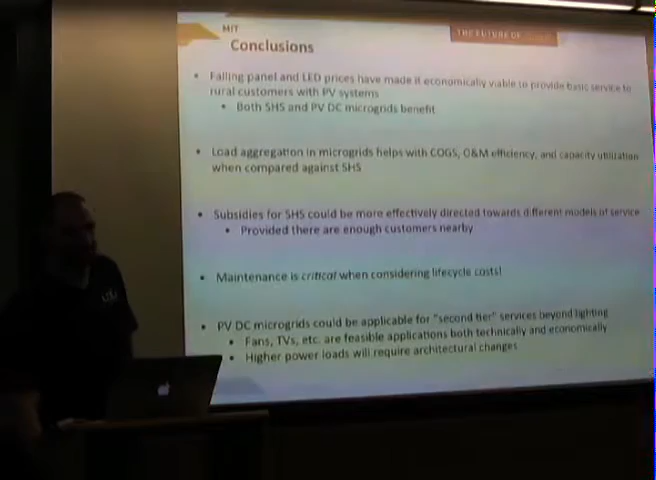 MIT
THE FUTURE OF
Conclusions
• Falling panel and LED prices have made it economically viable to provide basic service to
rural customers with PV systems
• Both SHS and PV DC microgrids benefit
• Load aggregation in microgrids helps with COGS, O&M efficiency, and capacity utilization
when compared against SHS
• Subsidies for SHS could be more effectively directed towards different models of service
• Provided there are enough customers nearby
• Maintenance is critical when considering lifecycle costs!
• PV DC microgrids could be applicable for "second tier" services beyond lighting
• Fans, TVs, etc. are feasible applications both technically and economically
• Higher power loads will require architectural changes